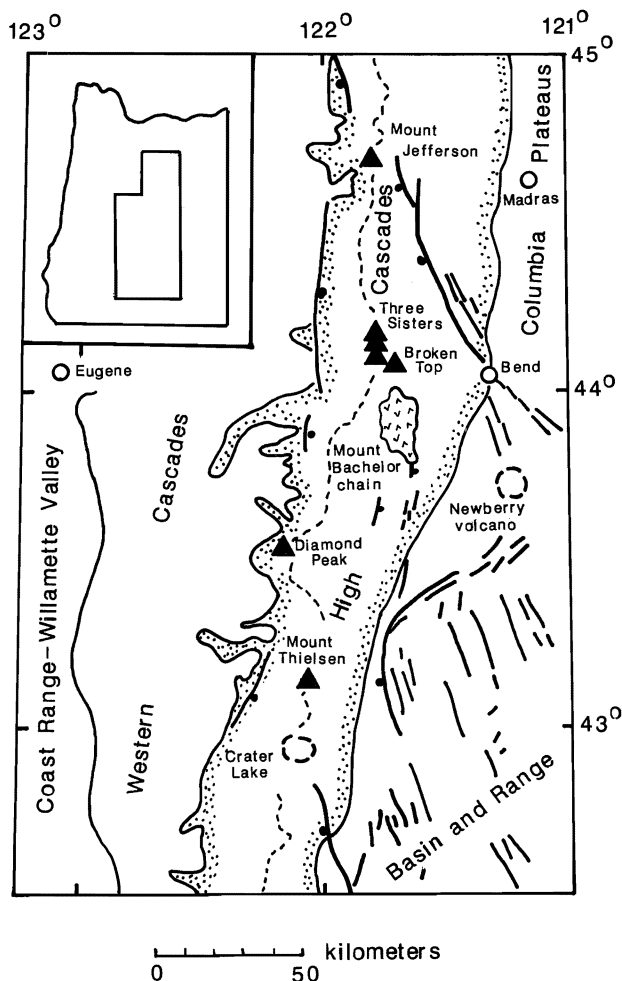 123° 122° 121°
45°
Mount
Jefferson
Plateaus
Madras
Cascades
Columbia
Three
Sisters
Broken
Top
Bend
Eugene
44°
Cascades
Mount
Bachelor
chain
Newberry
volcano
Coast Range-Willamette Valley
Diamond
Peak
High
Mount
Thielsen
43°
Western
Crater
Lake
Basin and Range
kilometers
0 50